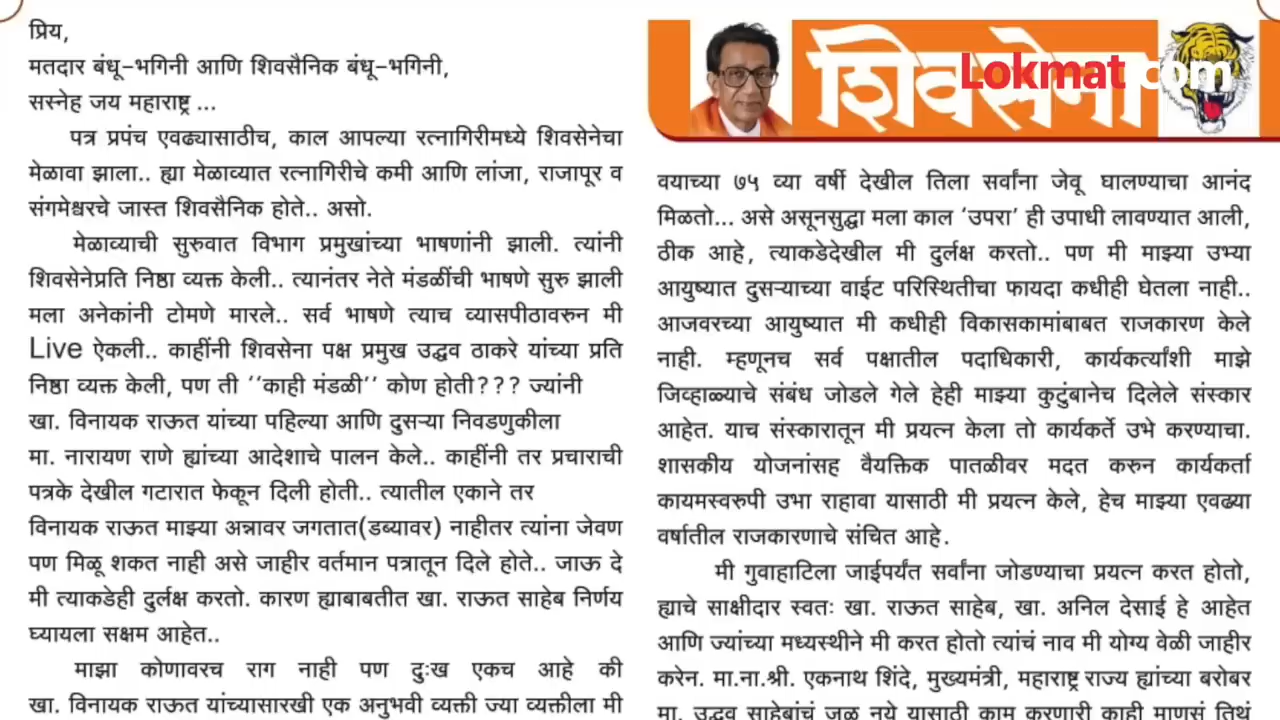 प्रिय,
मतदार बंधू-भगिनी आणि शिवसैनिक बंधू-भगिनी,
सस्नेह जय महाराष्ट्र ...
पत्र प्रपंच एवढ्यासाठीच, काल आपल्या रत्नागिरीमध्ये शिवसेनेचा
मेळावा झाला.. ह्या मेळाव्यात रत्नागिरीचे कमी आणि लांजा, राजापूर व
संगमेश्वरचे जास्त शिवसैनिक होते.. असो.
मेळाव्याची सुरुवात विभाग प्रमुखांच्या भाषणांनी झाली. त्यांनी
शिवसेनेप्रति निष्ठा व्यक्त केली.. त्यानंतर नेते मंडळींची भाषणे सुरु झाली
मला अनेकांनी टोमणे मारले.. सर्व भाषणे त्याच व्यासपीठावरुन मी
Live ऐकली.. काहींनी शिवसेना पक्ष प्रमुख उद्धव ठाकरे यांच्या प्रति
निष्ठा व्यक्त केली, पण ती ''काही मंडळी'' कोण होती??? ज्यांनी
खा. विनायक राऊत यांच्या पहिल्या आणि दुसऱ्या निवडणुकीला
मा. नारायण राणे ह्यांच्या आदेशाचे पालन केले.. काहींनी तर प्रचाराची
पत्रके देखील गटारात फेकून दिली होती.. त्यातील एकाने तर
विनायक राऊत माझ्या अन्नावर जगतात(डब्यावर) नाहीतर त्यांना जेवण
पण मिळू शकत नाही असे जाहीर वर्तमान पत्रातून दिले होते.. जाऊ दे
मी त्याकडेही दुर्लक्ष करतो. कारण ह्याबाबतीत खा. राऊत साहेब निर्णय
घ्यायला सक्षम आहेत..
माझा कोणावरच राग नाही पण दुःख एकच आहे की
खा. विनायक राऊत यांच्यासारखी एक अनुभवी व्यक्ती ज्या व्यक्तीला मी
शिवसेना
Lokmat.com
वयाच्या ७५ व्या वर्षी देखील तिला सर्वांना जेवू घालण्याचा आनंद
मिळतो... असे असूनसुद्धा मला काल 'उपरा' ही उपाधी लावण्यात आली,
ठीक आहे, त्याकडेदेखील मी दुर्लक्ष करतो.. पण मी माझ्या उभ्या
आयुष्यात दुसऱ्याच्या वाईट परिस्थितीचा फायदा कधीही घेतला नाही..
आजवरच्या आयुष्यात मी कधीही विकासकामांबाबत राजकारण केले
नाही. म्हणूनच सर्व पक्षातील पदाधिकारी, कार्यकर्त्यांशी माझे
जिव्हाळ्याचे संबंध जोडले गेले हेही माझ्या कुटुंबानेच दिलेले संस्कार
आहेत. याच संस्कारातून मी प्रयत्न केला तो कार्यकर्ते उभे करण्याचा.
शासकीय योजनांसह वैयक्तिक पातळीवर मदत करुन कार्यकर्ता
कायमस्वरुपी उभा राहावा यासाठी मी प्रयत्न केले, हेच माझ्या एवढ्या
वर्षातील राजकारणाचे संचित आहे.
मी गुवाहाटिला जाईपर्यंत सर्वांना जोडण्याचा प्रयत्न करत होतो,
ह्याचे साक्षीदार स्वतः खा. राऊत साहेब, खा. अनिल देसाई हे आहेत
आणि ज्यांच्या मध्यस्थीने मी करत होतो त्यांचं नाव मी योग्य वेळी जाहीर
करेन. मा.ना.श्री. एकनाथ शिंदे, मुख्यमंत्री, महाराष्ट्र राज्य ह्यांच्या बरोबर
मा. उद्धव साहेबांचं जुळू नये यासाठी काम करणारी काही माणसं तिथं